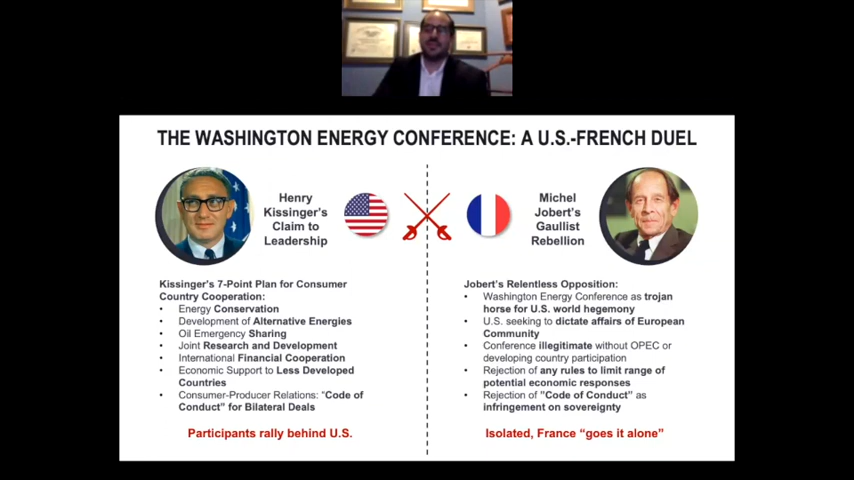 THE WASHINGTON ENERGY CONFERENCE: A U.S.-FRENCH DUEL
Henry
Kissinger's
Claim to
Leadership
Michel
Jobert's
Gaullist
Rebellion
Kissinger's 7-Point Plan for Consumer
Country Cooperation:
• Energy Conservation
• Development of Alternative Energies
• Oil Emergency Sharing
• Joint Research and Development
• International Financial Cooperation
• Economic Support to Less Developed
Countries
• Consumer-Producer Relations: "Code of
Conduct" for Bilateral Deals
Participants rally behind U.S.
Jobert's Relentless Opposition:
• Washington Energy Conference as trojan
horse for U.S. world hegemony
• U.S. seeking to dictate affairs of European
Community
• Conference illegitimate without OPEC or
developing country participation
• Rejection of any rules to limit range of
potential economic responses
• Rejection of "Code of Conduct" as
infringement on sovereignty
Isolated, France "goes it alone"